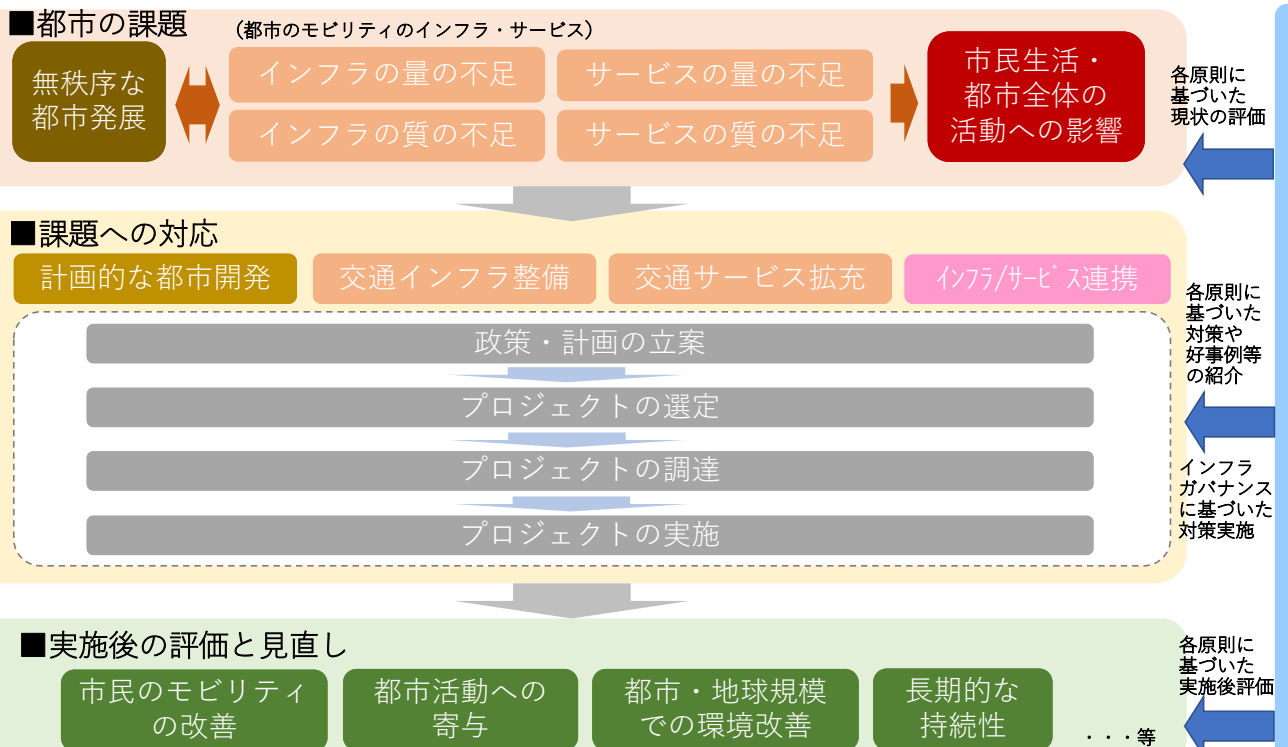 ■都市の課題
(都市のモビリティのインフラ・サービス)
無秩序な
都市発展
インフラの量の不足
サービスの量の不足
インフラの質の不足
サービスの質の不足
市民生活・
都市全体の
活動への影響
各原則に
基づいた
現状の評価
■課題への対応
計画的な都市開発
交通インフラ整備
交通サービス拡充
ｲﾝﾌﾗ/ｻｰﾋﾞｽ連携
政策・計画の立案
プロジェクトの選定
プロジェクトの調達
プロジェクトの実施
各原則に
基づいた
対策や
好事例等
の紹介
インフラ
ガバナンス
に基づいた
対策実施
■実施後の評価と見直し
市民のモビリティ
の改善
都市活動への
寄与
都市・地球規模
での環境改善
長期的な
持続性
・・・等
各原則に
基づいた
実施後評価